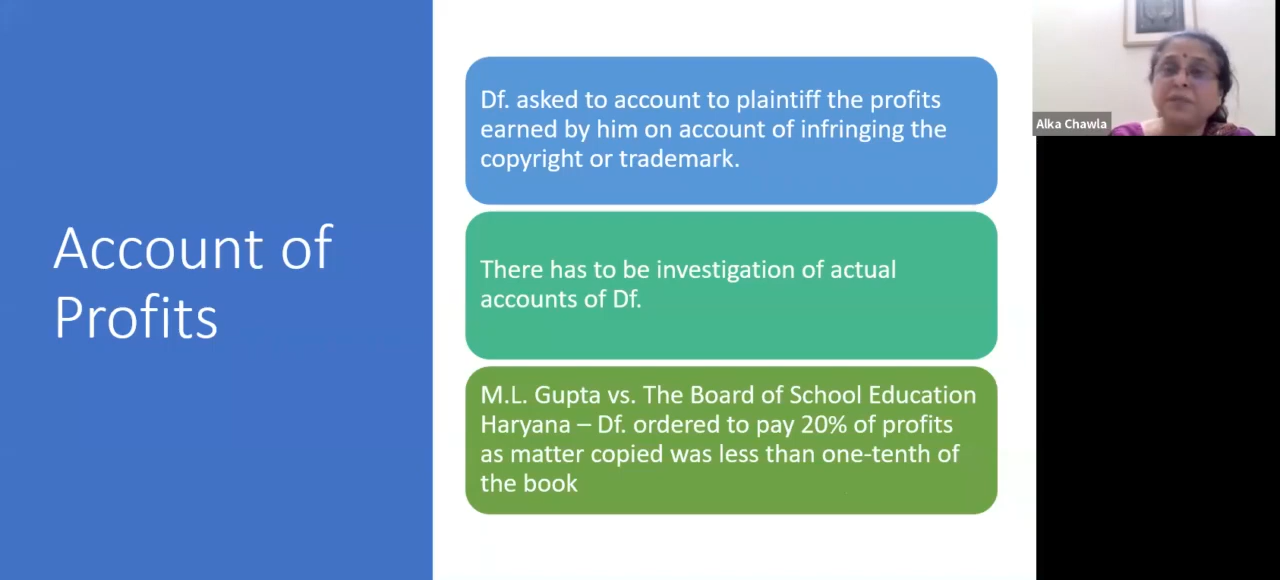 Account of
Profits
Df. asked to account to plaintiff the profits
earned by him on account of infringing the
copyright or trademark.
There has to be investigation of actual
accounts of Df.
M.L. Gupta vs. The Board of School Education
Haryana – Df. ordered to pay 20% of profits
as matter copied was less than one-tenth of
the book
Alka Chawla